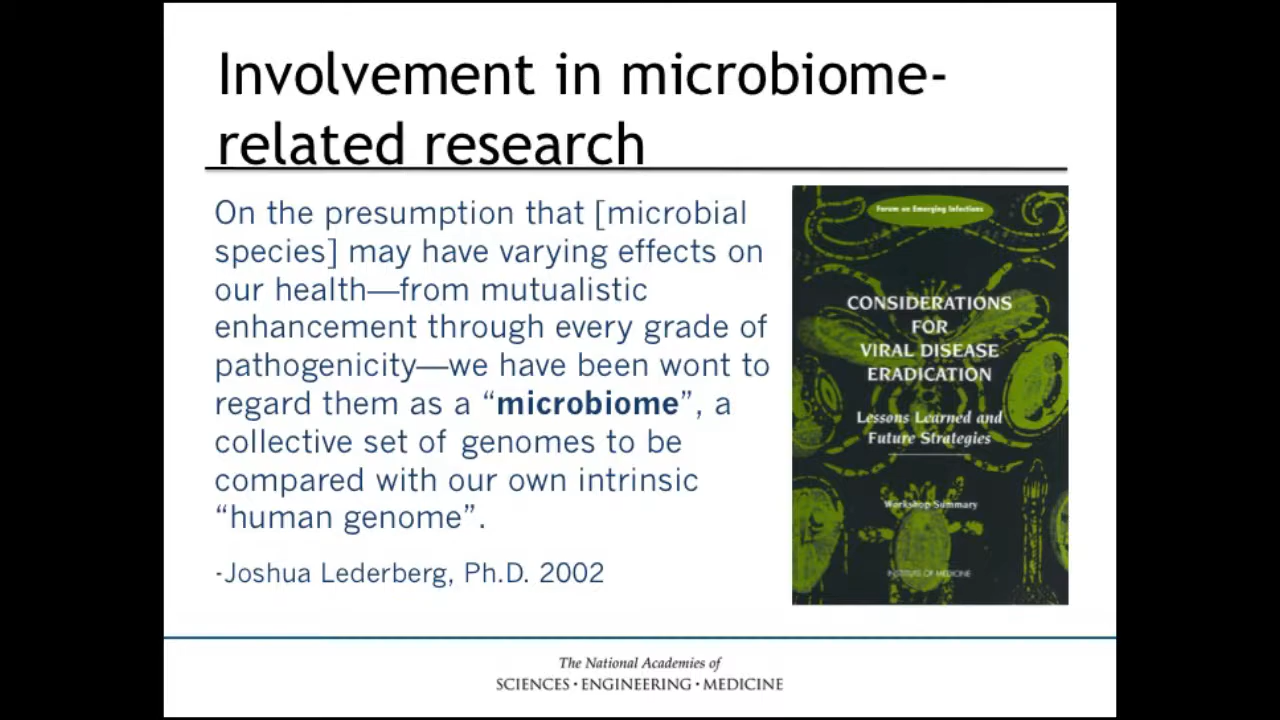 Involvement in microbiome-
related research
On the presumption that [microbial
species] may have varying effects on
our health—from mutualistic
enhancement through every grade of
pathogenicity—we have been wont to
regard them as a “microbiome”, a
collective set of genomes to be
compared with our own intrinsic
“human genome”.
-Joshua Lederberg, Ph.D. 2002
Forum on Emerging Infections
CONSIDERATIONS
FOR
VIRAL DISEASE
ERADICATION
Lessons Learned and
Future Strategies
Workshop Summary
INSTITUTE OF MEDICINE
The National Academies of
SCIENCES • ENGINEERING • MEDICINE